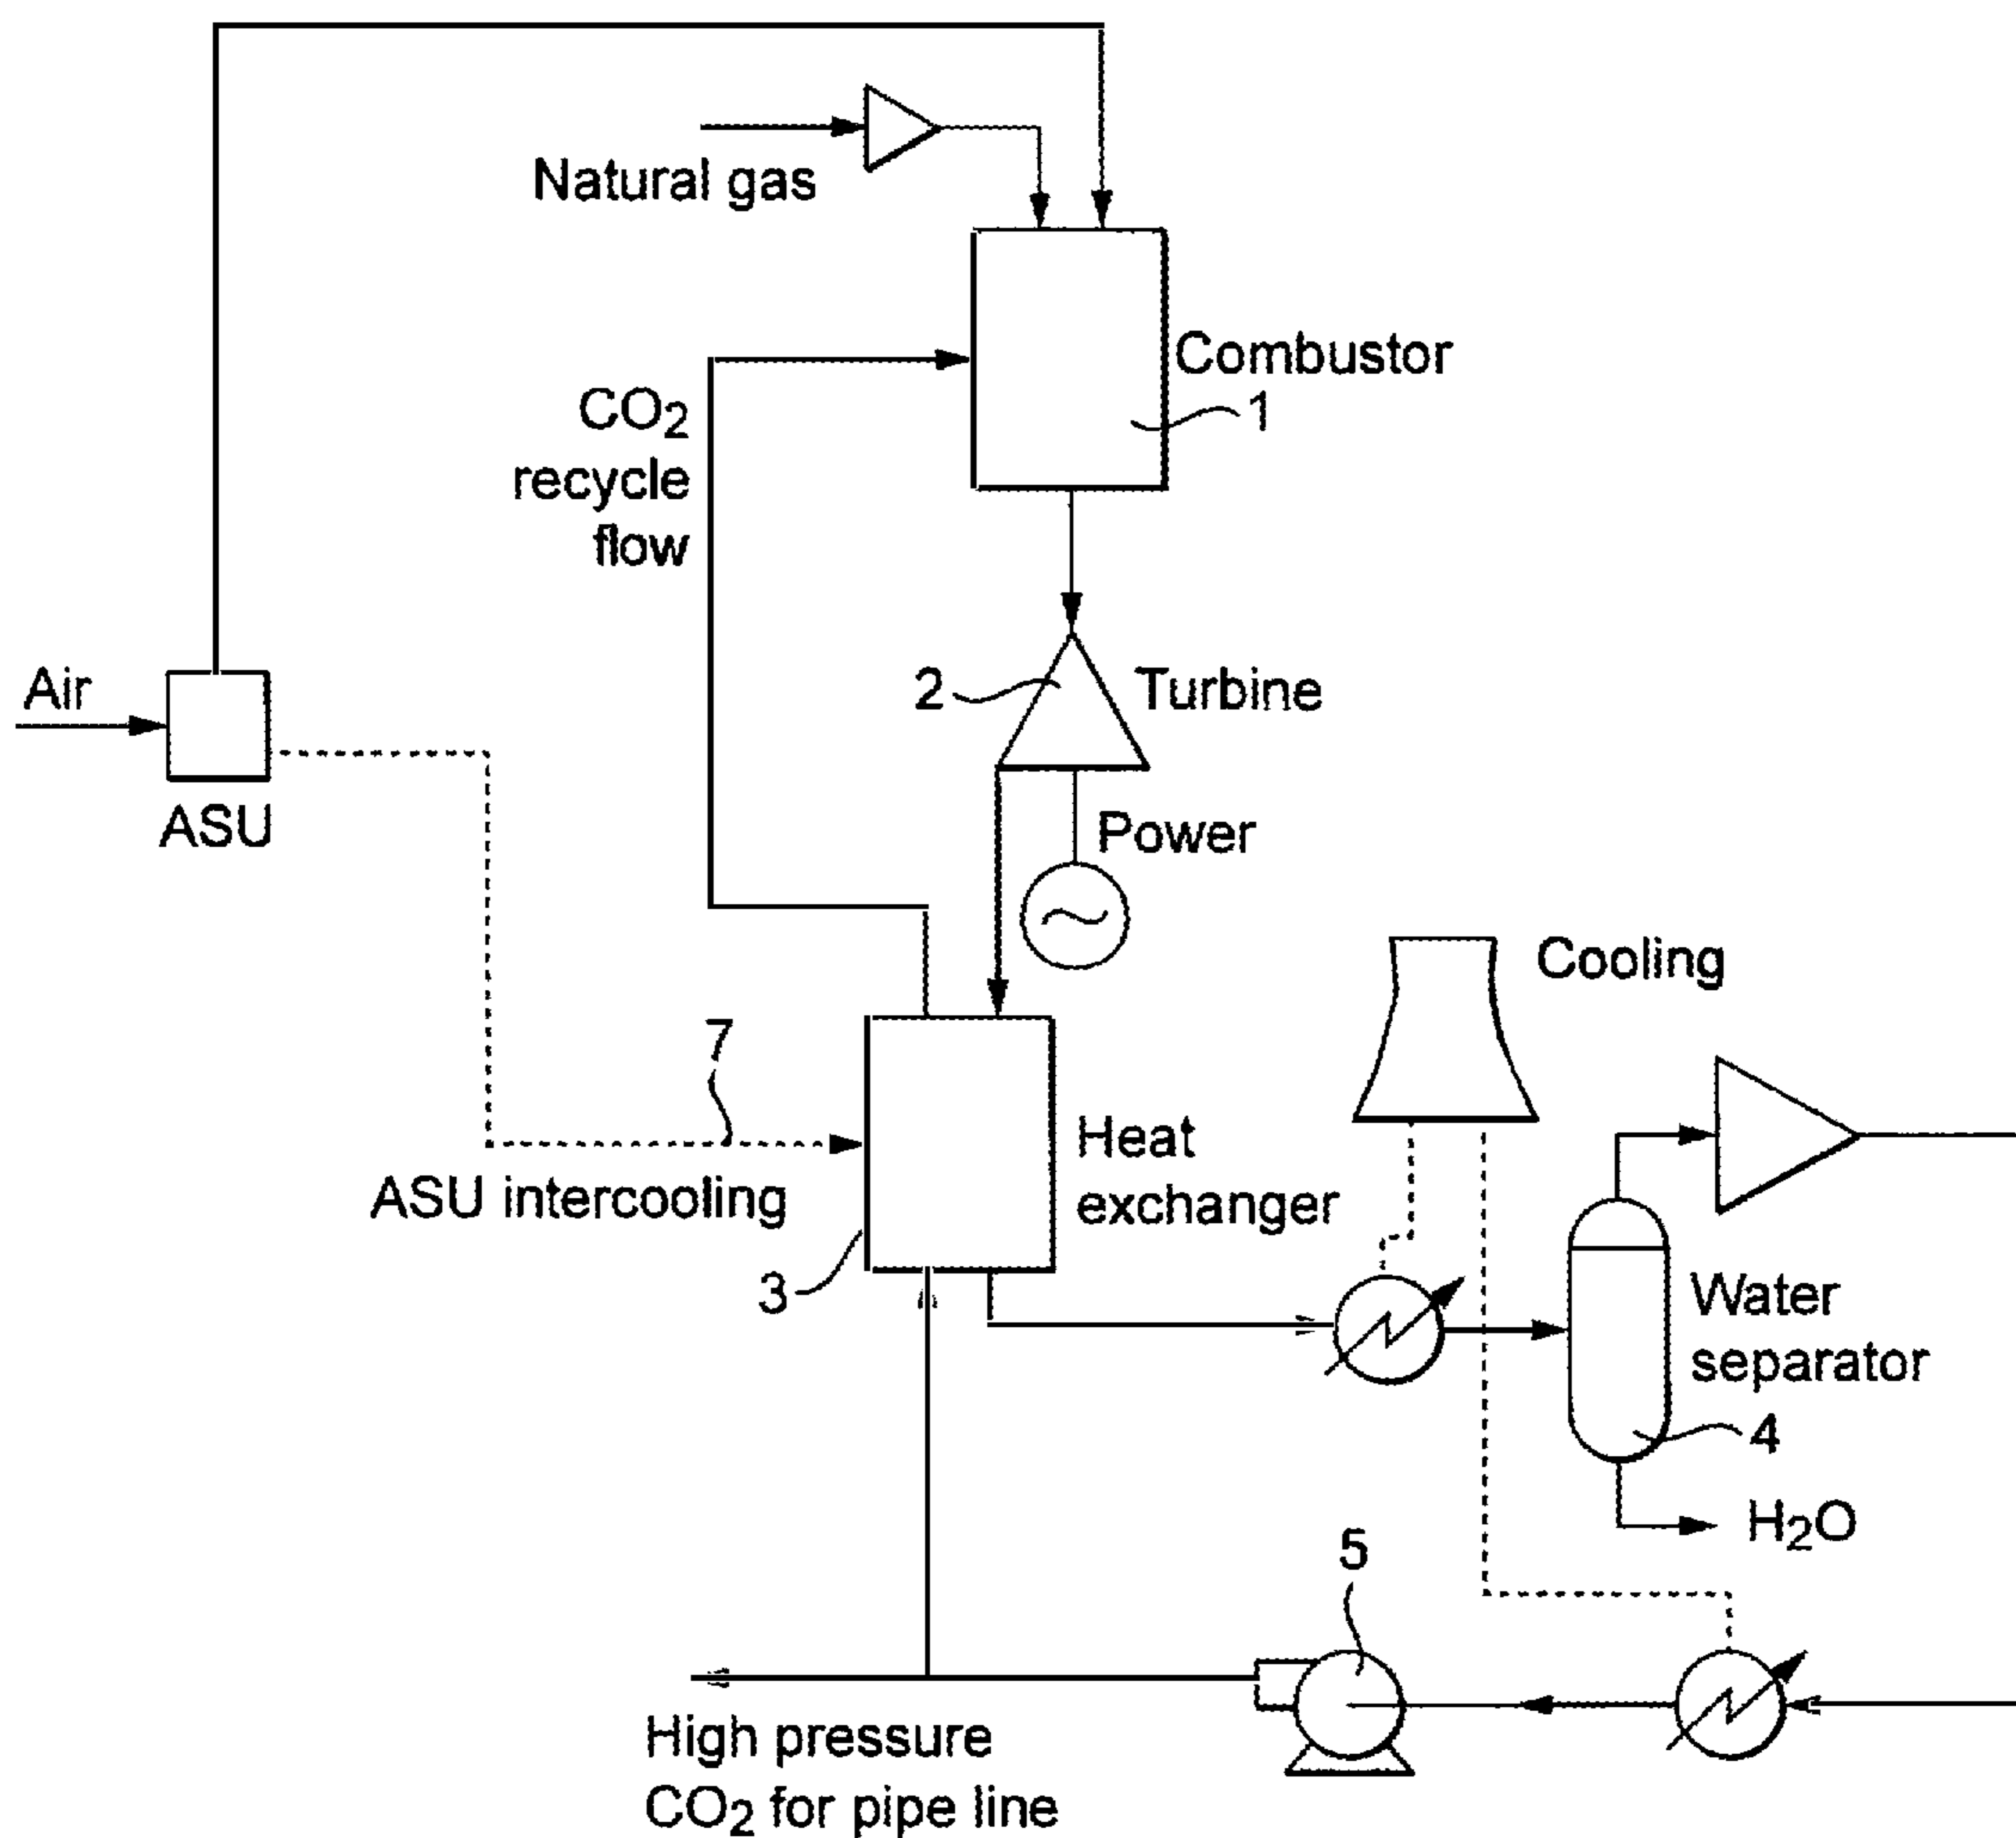 Natural gas
Combustor
1
CO2
recycle
flow
Air
ASU
2
Turbine
Power
Cooling
7
ASU intercooling
Heat
exchanger
3
Water
separator
4
H2O
5
High pressure
CO2 for pipe line